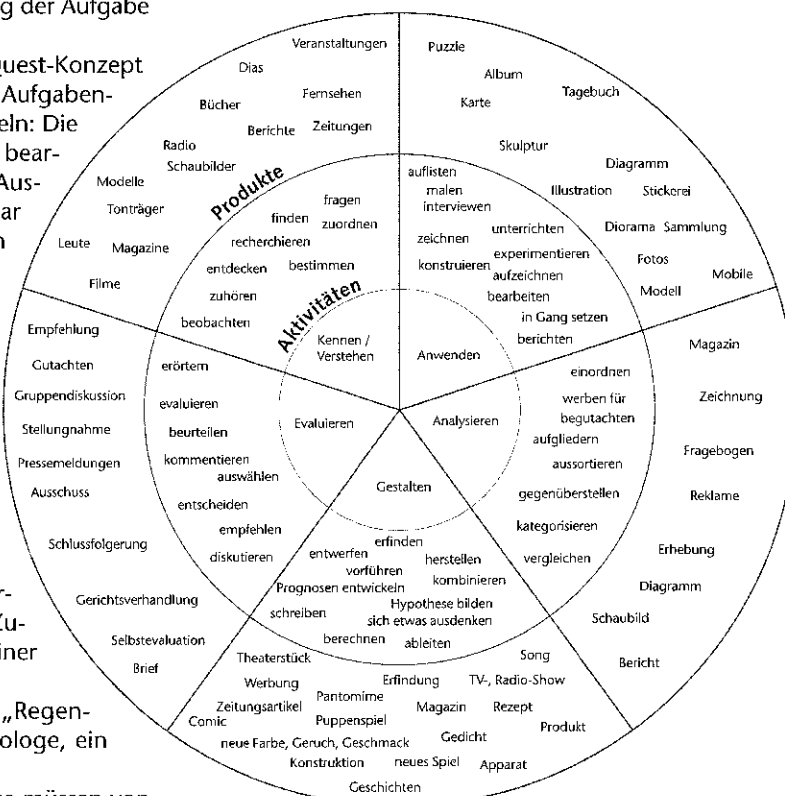 g der Aufgabe
uest-Konzept
Aufgaben-
eln: Die
bear-
Aus-
ar
n
r-
Zu-
iner
„Regen-
ologe, ein
Produkte
Veranstaltungen
Dias
Fernsehen
Bücher
Berichte Zeitungen
Radio
Schaubilder
Modelle
Tonträger
Leute Magazine
Filme
Puzzle
Album
Tagebuch
Karte
Skulptur
Diagramm
Illustration Stickerei
Diorama Sammlung
Fotos
Mobile
Modell
Magazin
Zeichnung
Fragebogen
Reklame
Erhebung
Diagramm
Schaubild
Bericht
Song
Theaterstück
Werbung Erfindung TV-, Radio-Show
Pantomime
Zeitungsartikel Magazin Rezept
Comic Puppenspiel Produkt
neue Farbe, Geruch, Geschmack Gedicht
Konstruktion neues Spiel Apparat
Geschichten
Empfehlung
Gutachten
Gruppendiskussion
Stellungnahme
Pressemeldungen
Ausschuss
Schlussfolgerung
Gerichtsverhandlung
Selbstevaluation
Brief
Aktivitäten
fragen
finden zuordnen
recherchieren
entdecken bestimmen
zuhören
beobachten
auflisten
malen
interviewen
unterrichten
zeichnen
experimentieren
konstruieren
aufzeichnen
bearbeiten
in Gang setzen
berichten
einordnen
werben für
begutachten
aufgliedern
aussortieren
gegenüberstellen
kategorisieren
vergleichen
erfinden
entwerfen herstellen
vorführen
Prognosen entwickeln kombinieren
Hypothese bilden
schreiben sich etwas ausdenken
berechnen ableiten
erörtern
evaluieren
beurteilen
kommentieren
auswählen
entscheiden
empfehlen
diskutieren
Kennen /
Verstehen
Anwenden
Analysieren
Gestalten
Evaluieren